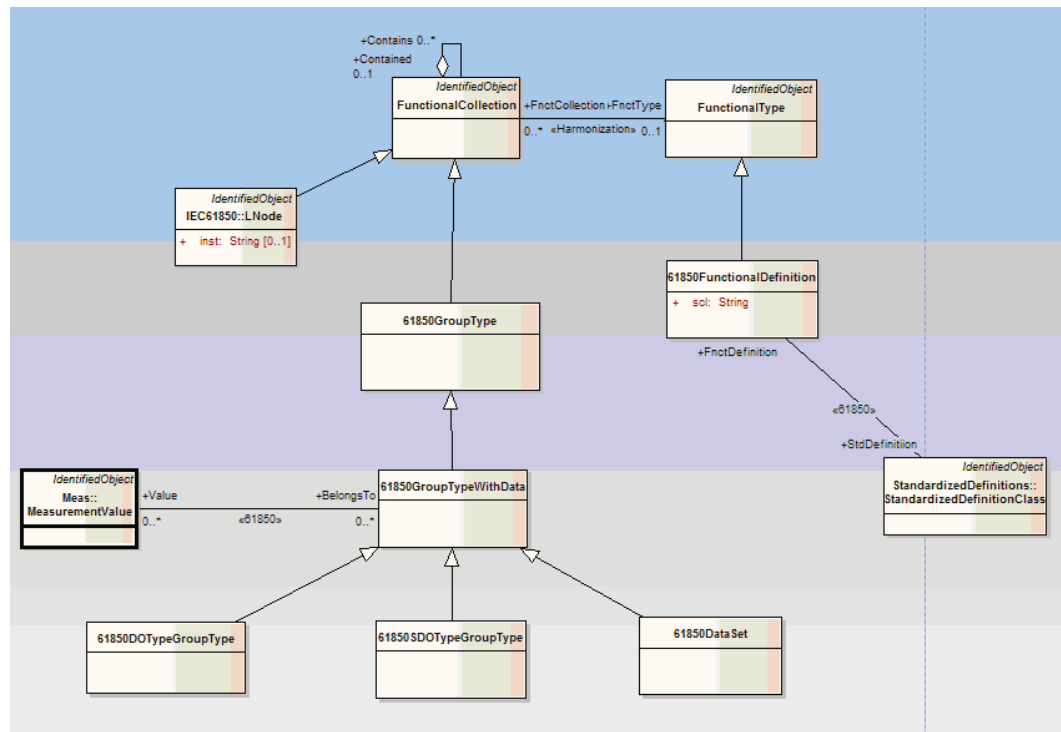 +Contains 0..*
+Contained
0..1
IdentifiedObject
FunctionalCollection
+FnctCollection+FnctType
0..* «Harmonization» 0..1
IdentifiedObject
FunctionalType
IdentifiedObject
IEC61850::LNode
+ inst: String [0..1]
61850FunctionalDefinition
+ scl: String
61850GroupType
+FnctDefinition
«61850»
+StdDefinitiion
IdentifiedObject
StandardizedDefinitions::
StandardizedDefinitionClass
IdentifiedObject
Meas::
MeasurementValue
+Value
+BelongsTo
0..*
«61850»
0..*
61850GroupTypeWithData
61850DOTypeGroupType
61850SDOTypeGroupType
61850DataSet